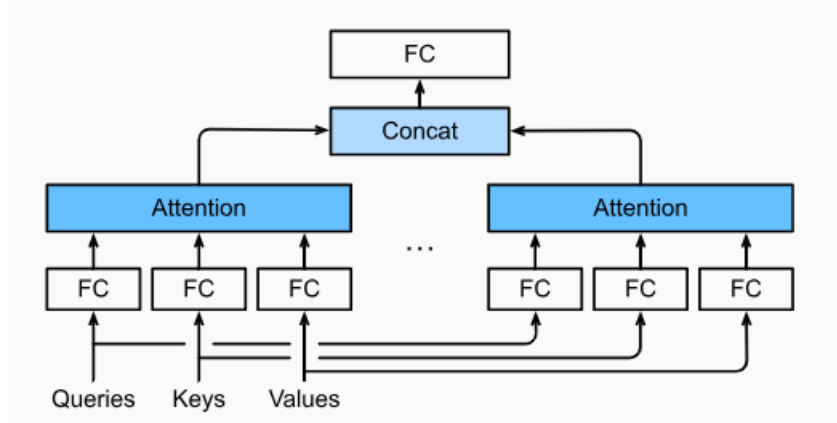 FC
Concat
Attention Attention
...
FC FC FC FC FC FC
Queries Keys Values